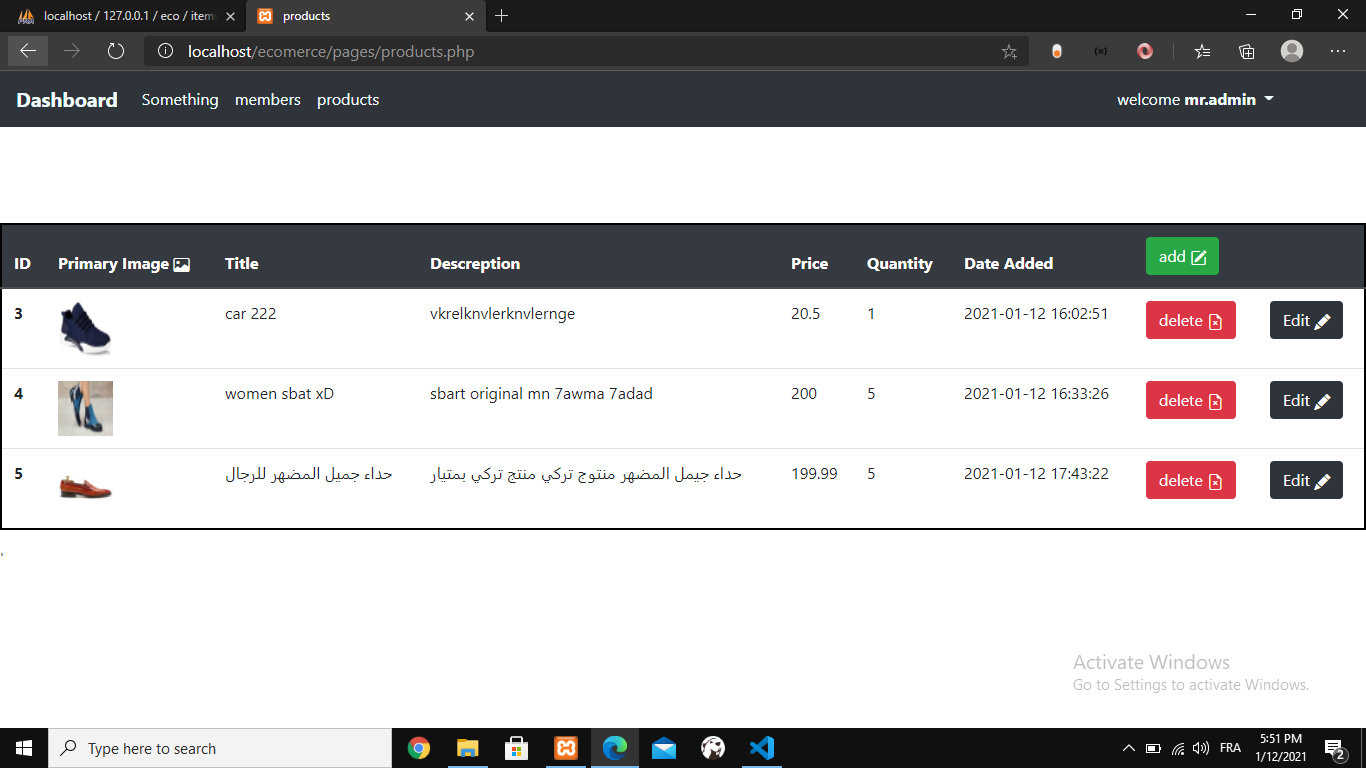 localhost / 127.0.0.1 / eco / item
products
localhost/ecomerce/pages/products.php
Dashboard Something members products welcome mr.admin
ID Primary Image Title Descreption Price Quantity Date Added add
3 car 222 vkrelknvlerknvlernge 20.5 1 2021-01-12 16:02:51 delete Edit
4 women sbat xD sbart original mn 7awma 7adad 200 5 2021-01-12 16:33:26 delete Edit
5 حداء جميل المضهر للرجال حداء جيمل المضهر منتوج تركي منتج تركي بمتيار 199.99 5 2021-01-12 17:43:22 delete Edit
.
Activate Windows
Go to Settings to activate Windows.
Type here to search
FRA
5:51 PM
1/12/2021
2